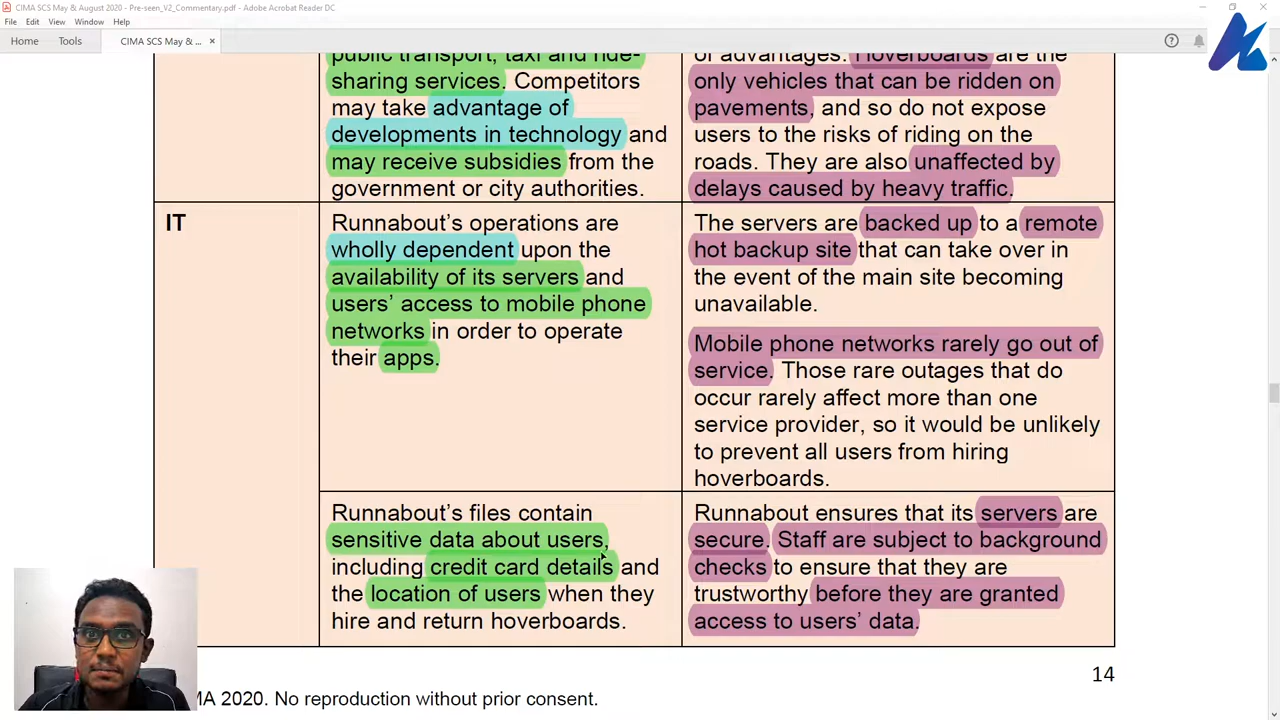 CIMA SCS May & August 2020 - Pre-seen_V2_Commentary.pdf - Adobe Acrobat Reader DC
File Edit View Window Help
Home Tools CIMA SCS May & ... ×
public transport, taxi and ride-
sharing services. Competitors
may take advantage of
developments in technology and
may receive subsidies from the
government or city authorities.
of advantages. Hoverboards are the
only vehicles that can be ridden on
pavements, and so do not expose
users to the risks of riding on the
roads. They are also unaffected by
delays caused by heavy traffic.
IT
Runnabout’s operations are
wholly dependent upon the
availability of its servers and
users’ access to mobile phone
networks in order to operate
their apps.
The servers are backed up to a remote
hot backup site that can take over in
the event of the main site becoming
unavailable.
Mobile phone networks rarely go out of
service. Those rare outages that do
occur rarely affect more than one
service provider, so it would be unlikely
to prevent all users from hiring
hoverboards.
Runnabout’s files contain
sensitive data about users,
including credit card details and
the location of users when they
hire and return hoverboards.
Runnabout ensures that its servers are
secure. Staff are subject to background
checks to ensure that they are
trustworthy before they are granted
access to users’ data.
14
MA 2020. No reproduction without prior consent.